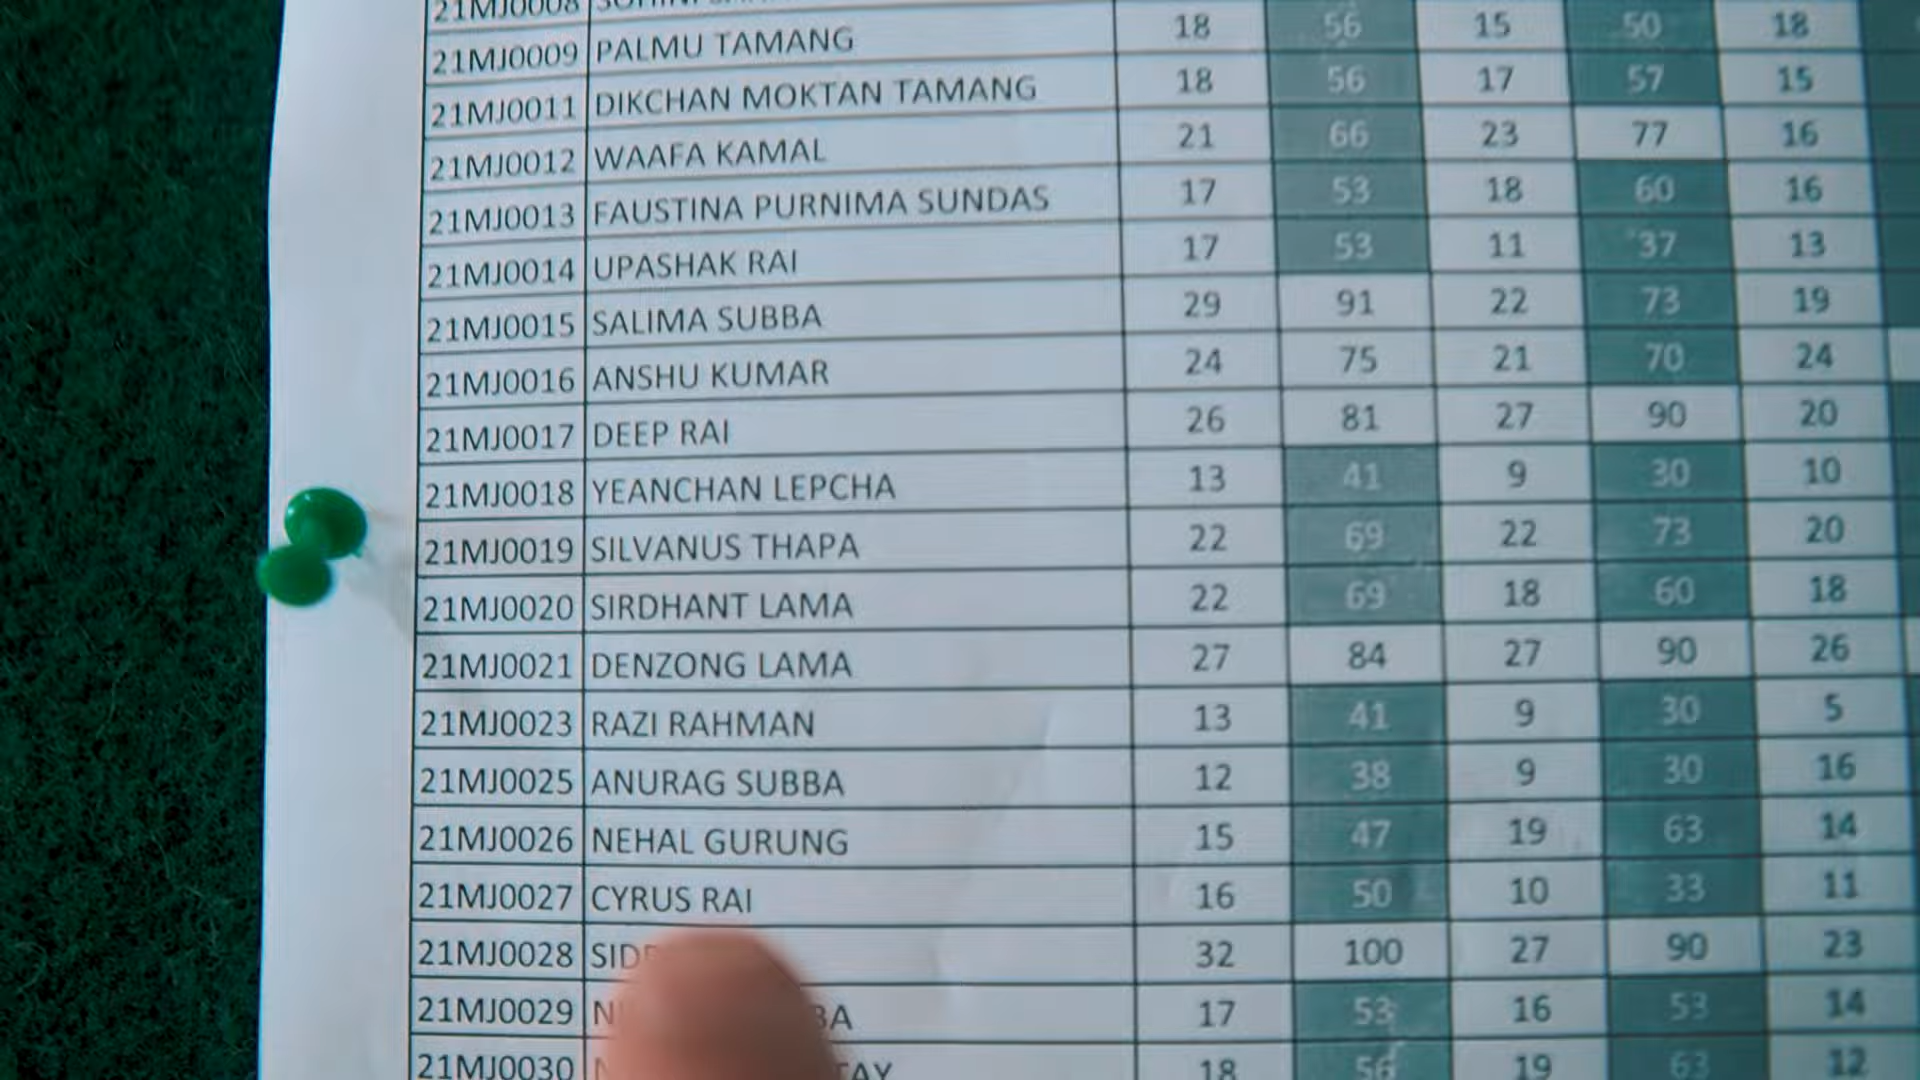 21MJ0008
21MJ0009 PALMU TAMANG 18 56 15 50 18
21MJ0011 DIKCHAN MOKTAN TAMANG 18 56 17 57 15
21MJ0012 WAAFA KAMAL 21 66 23 77 16
21MJ0013 FAUSTINA PURNIMA SUNDAS 17 53 18 60 16
21MJ0014 UPASHAK RAI 17 53 11 37 13
21MJ0015 SALIMA SUBBA 29 91 22 73 19
21MJ0016 ANSHU KUMAR 24 75 21 70 24
21MJ0017 DEEP RAI 26 81 27 90 20
21MJ0018 YEANCHAN LEPCHA 13 41 9 30 10
21MJ0019 SILVANUS THAPA 22 69 22 73 20
21MJ0020 SIRDHANT LAMA 22 69 18 60 18
21MJ0021 DENZONG LAMA 27 84 27 90 26
21MJ0023 RAZI RAHMAN 13 41 9 30 5
21MJ0025 ANURAG SUBBA 12 38 9 30 16
21MJ0026 NEHAL GURUNG 15 47 19 63 14
21MJ0027 CYRUS RAI 16 50 10 33 11
21MJ0028 32 100 27 90 23
21MJ0029 17 53 16 53 14
21MJ0030 18 56 19 63 12